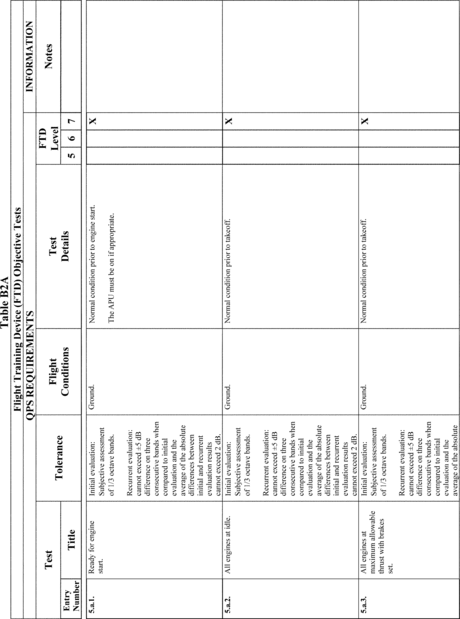 Table B2A
Flight Training Device (FTD) Objective Tests
QPS REQUIREMENTS
INFORMATION
Test
Tolerance
Flight
Conditions
Test
Details
FTD
Level
Notes
Entry
Number
Title
5 6 7
5.a.1.
Ready for engine
start.
Initial evaluation:
Subjective assessment
of 1/3 octave bands.
Recurrent evaluation:
cannot exceed ±5 dB
difference on three
consecutive bands when
compared to initial
evaluation and the
average of the absolute
differences between
initial and recurrent
evaluation results
cannot exceed 2 dB.
Ground.
Normal condition prior to engine start.
The APU must be on if appropriate.
X
5.a.2.
All engines at idle.
Initial evaluation:
Subjective assessment
of 1/3 octave bands.
Recurrent evaluation:
cannot exceed ±5 dB
difference on three
consecutive bands when
compared to initial
evaluation and the
average of the absolute
differences between
initial and recurrent
evaluation results
cannot exceed 2 dB.
Ground.
Normal condition prior to takeoff.
X
5.a.3.
All engines at
maximum allowable
thrust with brakes
set.
Initial evaluation:
Subjective assessment
of 1/3 octave bands.
Recurrent evaluation:
cannot exceed ±5 dB
difference on three
consecutive bands when
compared to initial
evaluation and the
average of the absolute
Ground.
Normal condition prior to takeoff.
X